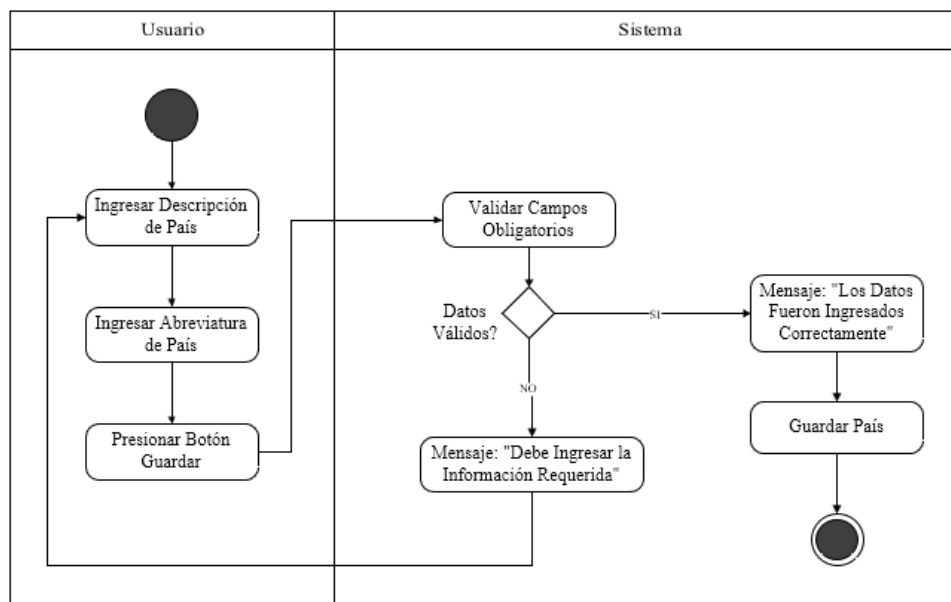 Usuario
Sistema
Ingresar Descripción
de País
Ingresar Abreviatura
de País
Presionar Botón
Guardar
Validar Campos
Obligatorios
Datos
Válidos?
SI
NO
Mensaje: "Los Datos
Fueron Ingresados
Correctamente"
Guardar País
Mensaje: "Debe Ingresar la
Información Requerida"